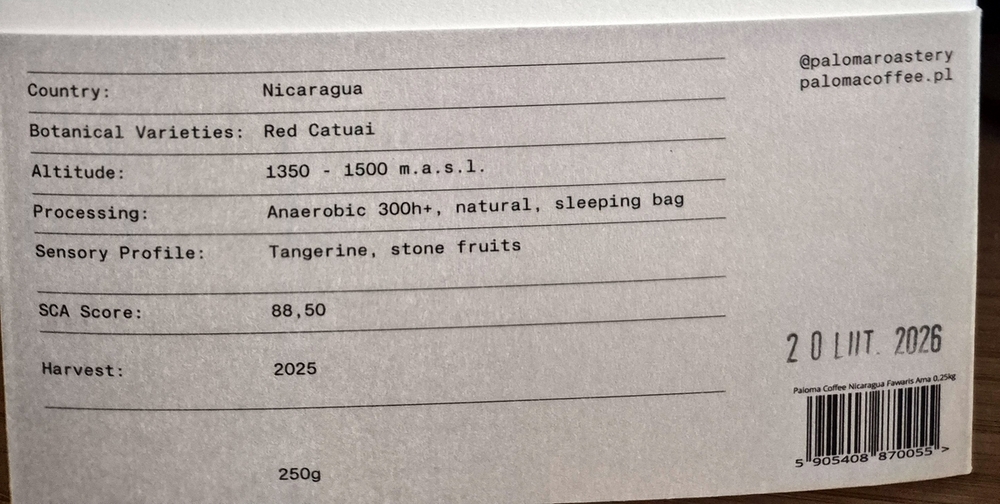 @palomaroastery
palomacoffee.pl
Country: Nicaragua
Botanical Varieties: Red Catuai
Altitude: 1350 - 1500 m.a.s.l.
Processing: Anaerobic 300h+, natural, sleeping bag
Sensory Profile: Tangerine, stone fruits
SCA Score: 88,50
Harvest: 2025
250g
20 LUT. 2026
Paloma Coffee Nicaragua Fawaris Ama 0,25kg
5 905408 870055 >